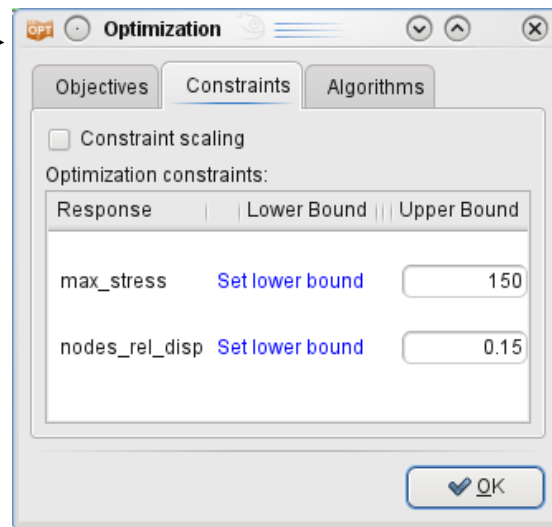 OPT Optimization
Objectives Constraints Algorithms
Constraint scaling
Optimization constraints:
Response Lower Bound Upper Bound
max_stress Set lower bound 150
nodes_rel_disp Set lower bound 0.15
OK